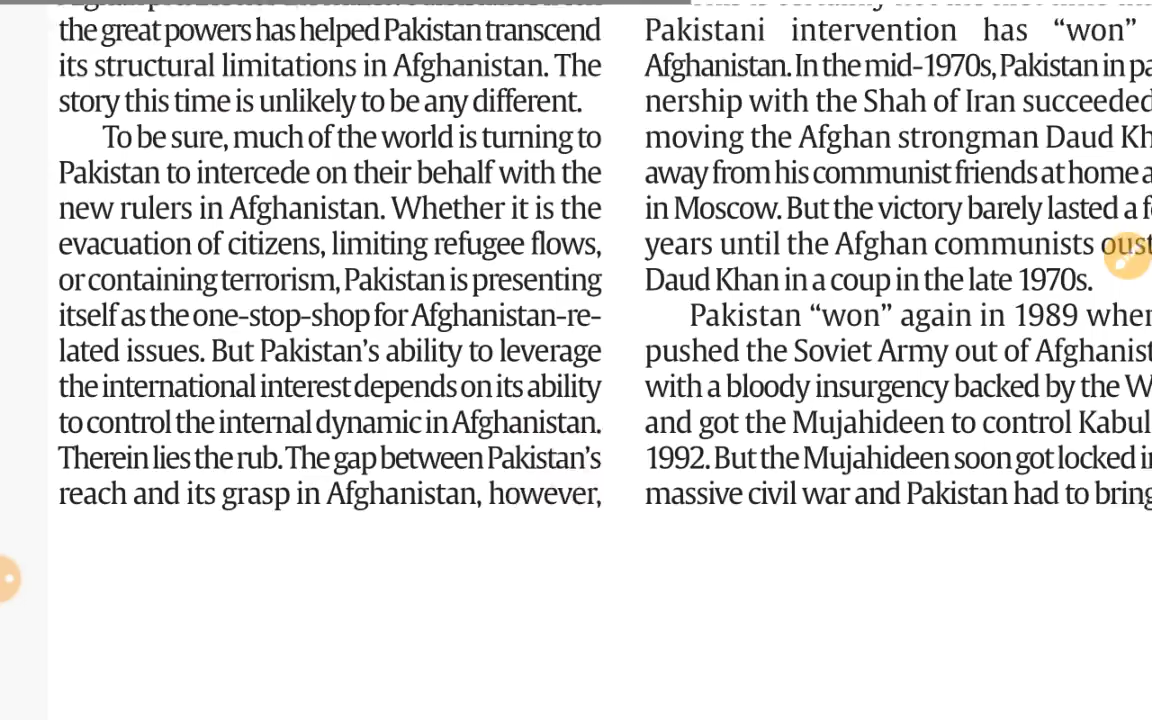 the great powers has helped Pakistan transcend
its structural limitations in Afghanistan. The
story this time is unlikely to be any different.
To be sure, much of the world is turning to
Pakistan to intercede on their behalf with the
new rulers in Afghanistan. Whether it is the
evacuation of citizens, limiting refugee flows,
or containing terrorism, Pakistan is presenting
itself as the one-stop-shop for Afghanistan-re-
lated issues. But Pakistan's ability to leverage
the international interest depends on its ability
to control the internal dynamic in Afghanistan.
Therein lies the rub. The gap between Pakistan's
reach and its grasp in Afghanistan, however,
Pakistani intervention has “won”
Afghanistan. In the mid-1970s, Pakistan in
nership with the Shah of Iran succeeded
moving the Afghan strongman Daud
away from his communist friends at home
in Moscow. But the victory barely lasted a
years until the Afghan communists
Daud Khan in a coup in the late 1970s.
Pakistan “won” again in 1989
pushed the Soviet Army out of
with a bloody insurgency backed by the
and got the Mujahideen to control Kabul
1992. But the Mujahideen soon got locked
massive civil war and Pakistan had to bring